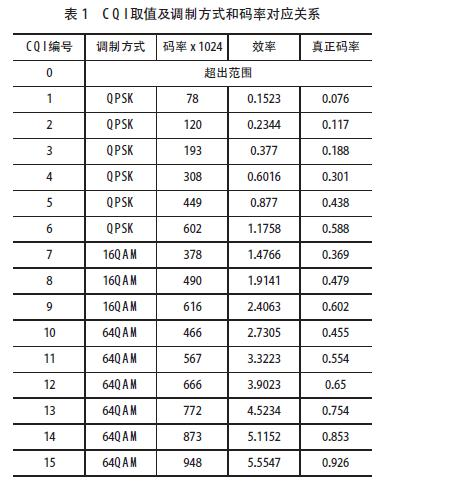 表 1 CQI取值及调制方式和码率对应关系
CQI编号 调制方式 码率 x 1024 效率 真正码率
0 超出范围
1 QPSK 78 0.1523 0.076
2 QPSK 120 0.2344 0.117
3 QPSK 193 0.377 0.188
4 QPSK 308 0.6016 0.301
5 QPSK 449 0.877 0.438
6 QPSK 602 1.1758 0.588
7 16QAM 378 1.4766 0.369
8 16QAM 490 1.9141 0.479
9 16QAM 616 2.4063 0.602
10 64QAM 466 2.7305 0.455
11 64QAM 567 3.3223 0.554
12 64QAM 666 3.9023 0.65
13 64QAM 772 4.5234 0.754
14 64QAM 873 5.1152 0.853
15 64QAM 948 5.5547 0.926